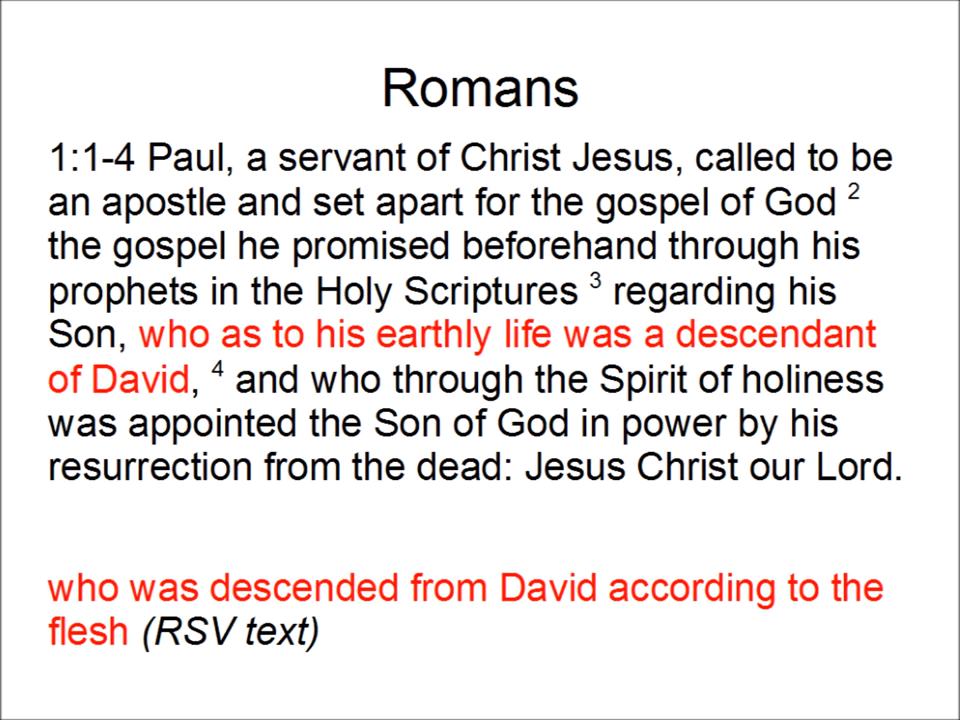 Romans
1:1-4 Paul, a servant of Christ Jesus, called to be
an apostle and set apart for the gospel of God 2
the gospel he promised beforehand through his
prophets in the Holy Scriptures 3 regarding his
Son, who as to his earthly life was a descendant
of David, 4 and who through the Spirit of holiness
was appointed the Son of God in power by his
resurrection from the dead: Jesus Christ our Lord.
who was descended from David according to the
flesh (RSV text)